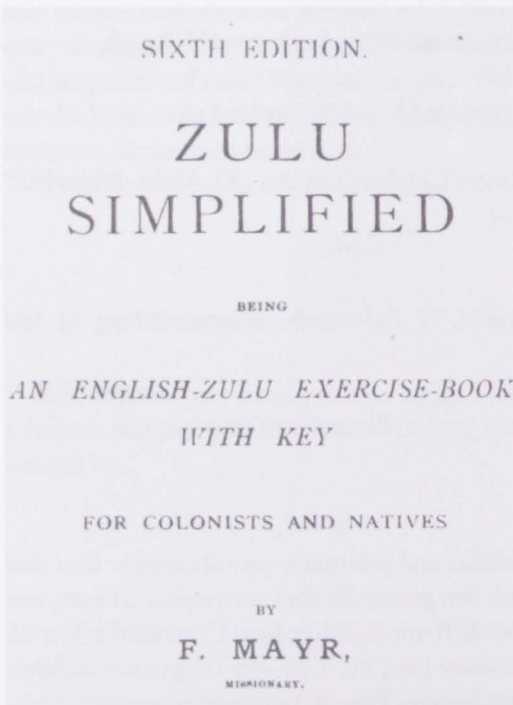 SIXTH EDITION.
ZULU
SIMPLIFIED
BEING
AN ENGLISH-ZULU EXERCISE-BOOK
WITH KEY
FOR COLONISTS AND NATIVES
BY
F. MAYR,
MISSIONARY.